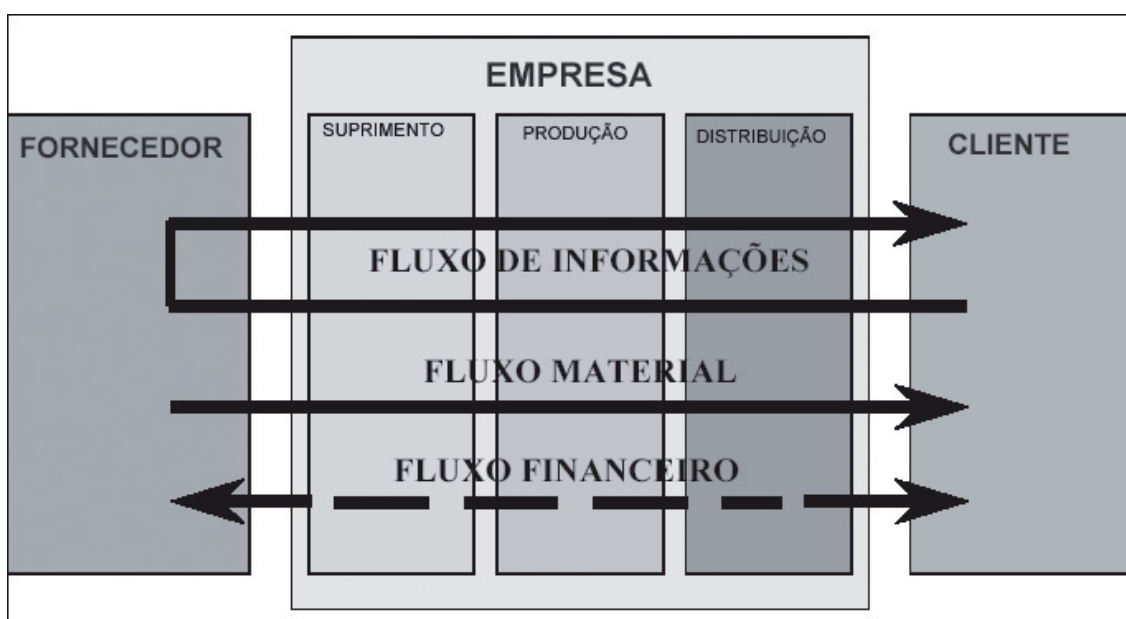 EMPRESA
FORNECEDOR
SUPRIMENTO
PRODUÇÃO
DISTRIBUIÇÃO
CLIENTE
FLUXO DE INFORMAÇÕES
FLUXO MATERIAL
FLUXO FINANCEIRO